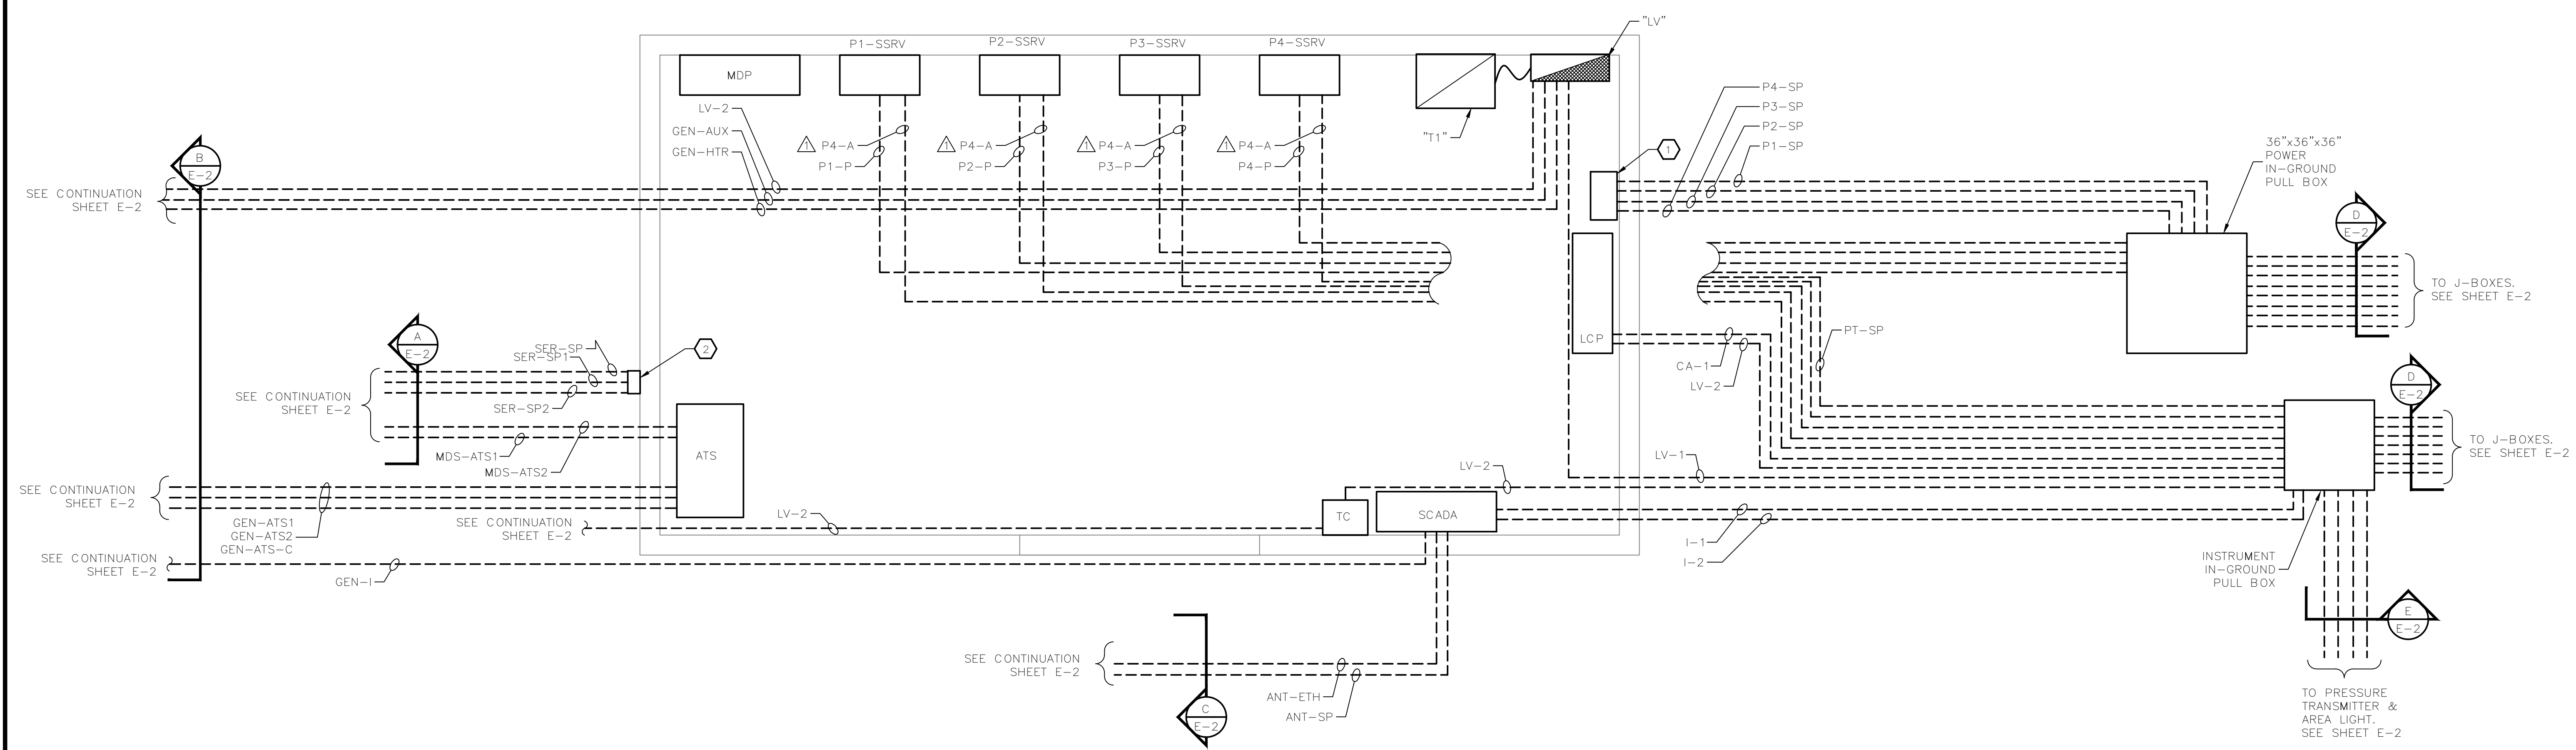 "LV"
P1-SSRV
P2-SSRV
P3-SSRV
P4-SSRV
MDP
LV-2
GEN-AUX
GEN-HTR
1 P4-A
P1-P
1 P4-A
P2-P
1 P4-A
P3-P
1 P4-A
P4-P
"T1"
1
P4-SP
P3-SP
P2-SP
P1-SP
36"x36"x36"
POWER
IN-GROUND
PULL BOX
B
E-2
SEE CONTINUATION
SHEET E-2
D
E-2
TO J-BOXES.
SEE SHEET E-2
A
E-2
SER-SP
SER-SP1
SER-SP2
2
SEE CONTINUATION
SHEET E-2
MDS-ATS1
MDS-ATS2
ATS
LCP
CA-1
LV-2
PT-SP
D
E-2
TO J-BOXES.
SEE SHEET E-2
SEE CONTINUATION
SHEET E-2
GEN-ATS1
GEN-ATS2
GEN-ATS-C
SEE CONTINUATION
SHEET E-2
LV-2
TC
SCADA
LV-2
LV-1
I-1
I-2
SEE CONTINUATION
SHEET E-2
GEN-I
INSTRUMENT
IN-GROUND
PULL BOX
E
E-2
SEE CONTINUATION
SHEET E-2
ANT-ETH
ANT-SP
C
E-2
TO PRESSURE
TRANSMITTER &
AREA LIGHT.
SEE SHEET E-2